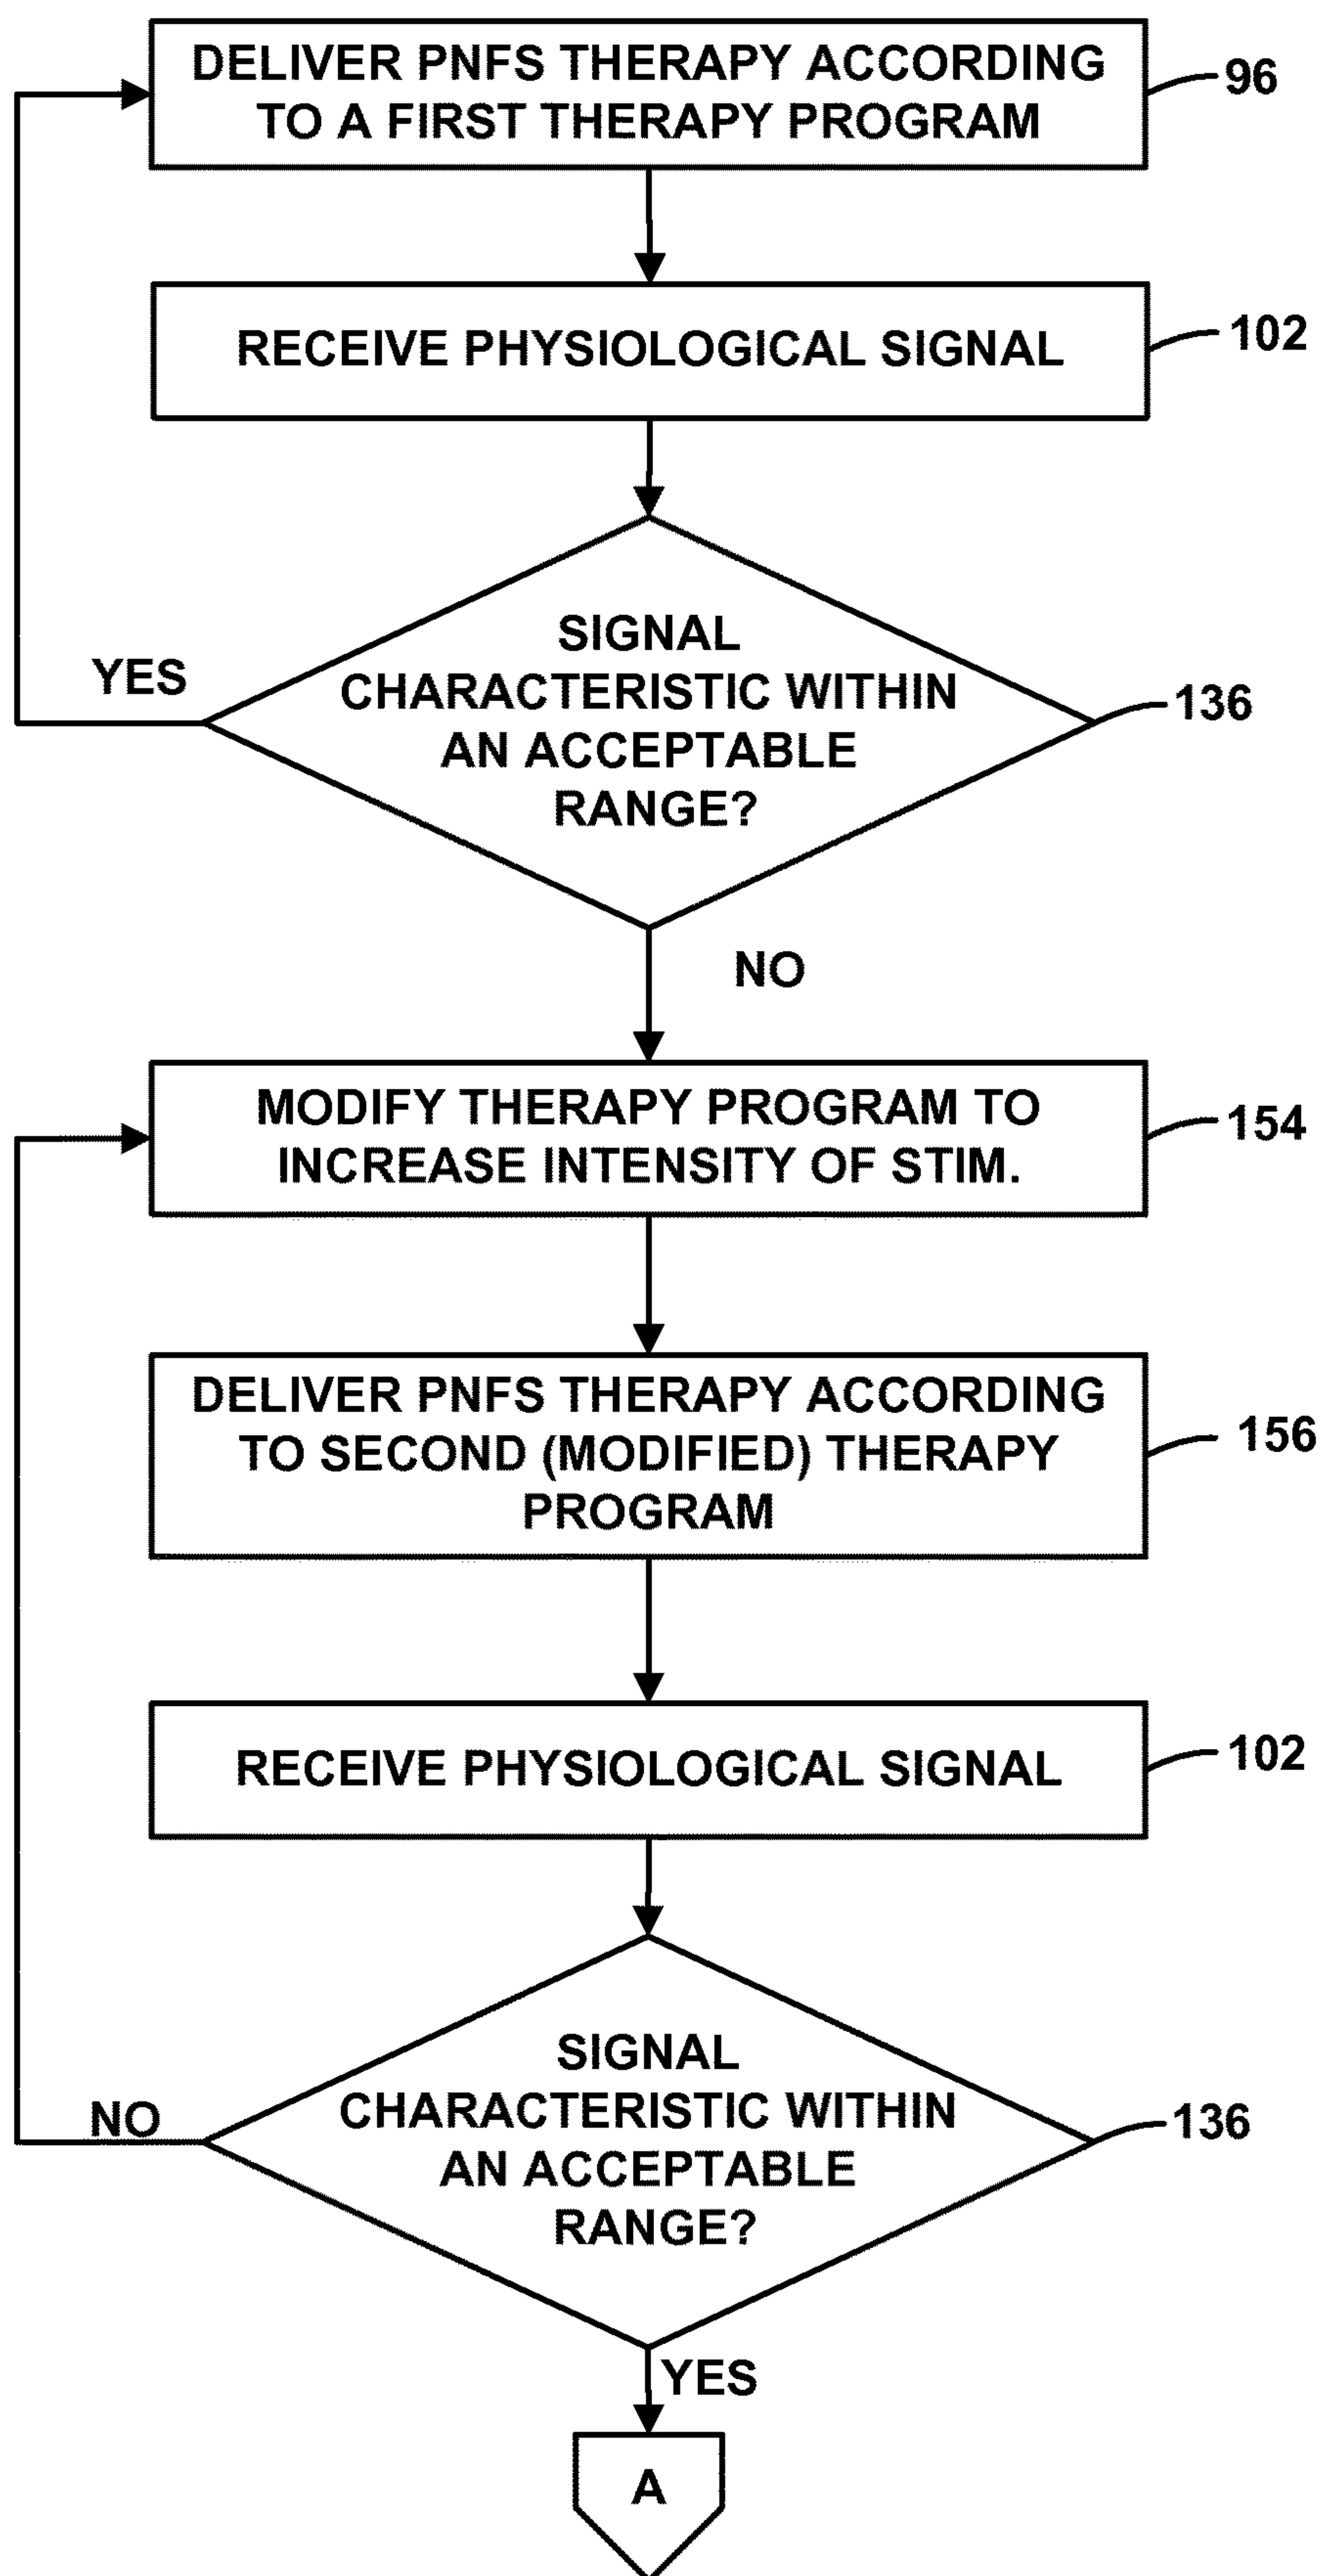 DELIVER PNFS THERAPY ACCORDING
TO A FIRST THERAPY PROGRAM
96
RECEIVE PHYSIOLOGICAL SIGNAL
102
SIGNAL
CHARACTERISTIC WITHIN
AN ACCEPTABLE
RANGE?
YES
136
NO
MODIFY THERAPY PROGRAM TO
INCREASE INTENSITY OF STIM.
154
DELIVER PNFS THERAPY ACCORDING
TO SECOND (MODIFIED) THERAPY
PROGRAM
156
RECEIVE PHYSIOLOGICAL SIGNAL
102
SIGNAL
CHARACTERISTIC WITHIN
AN ACCEPTABLE
RANGE?
NO
136
YES
A